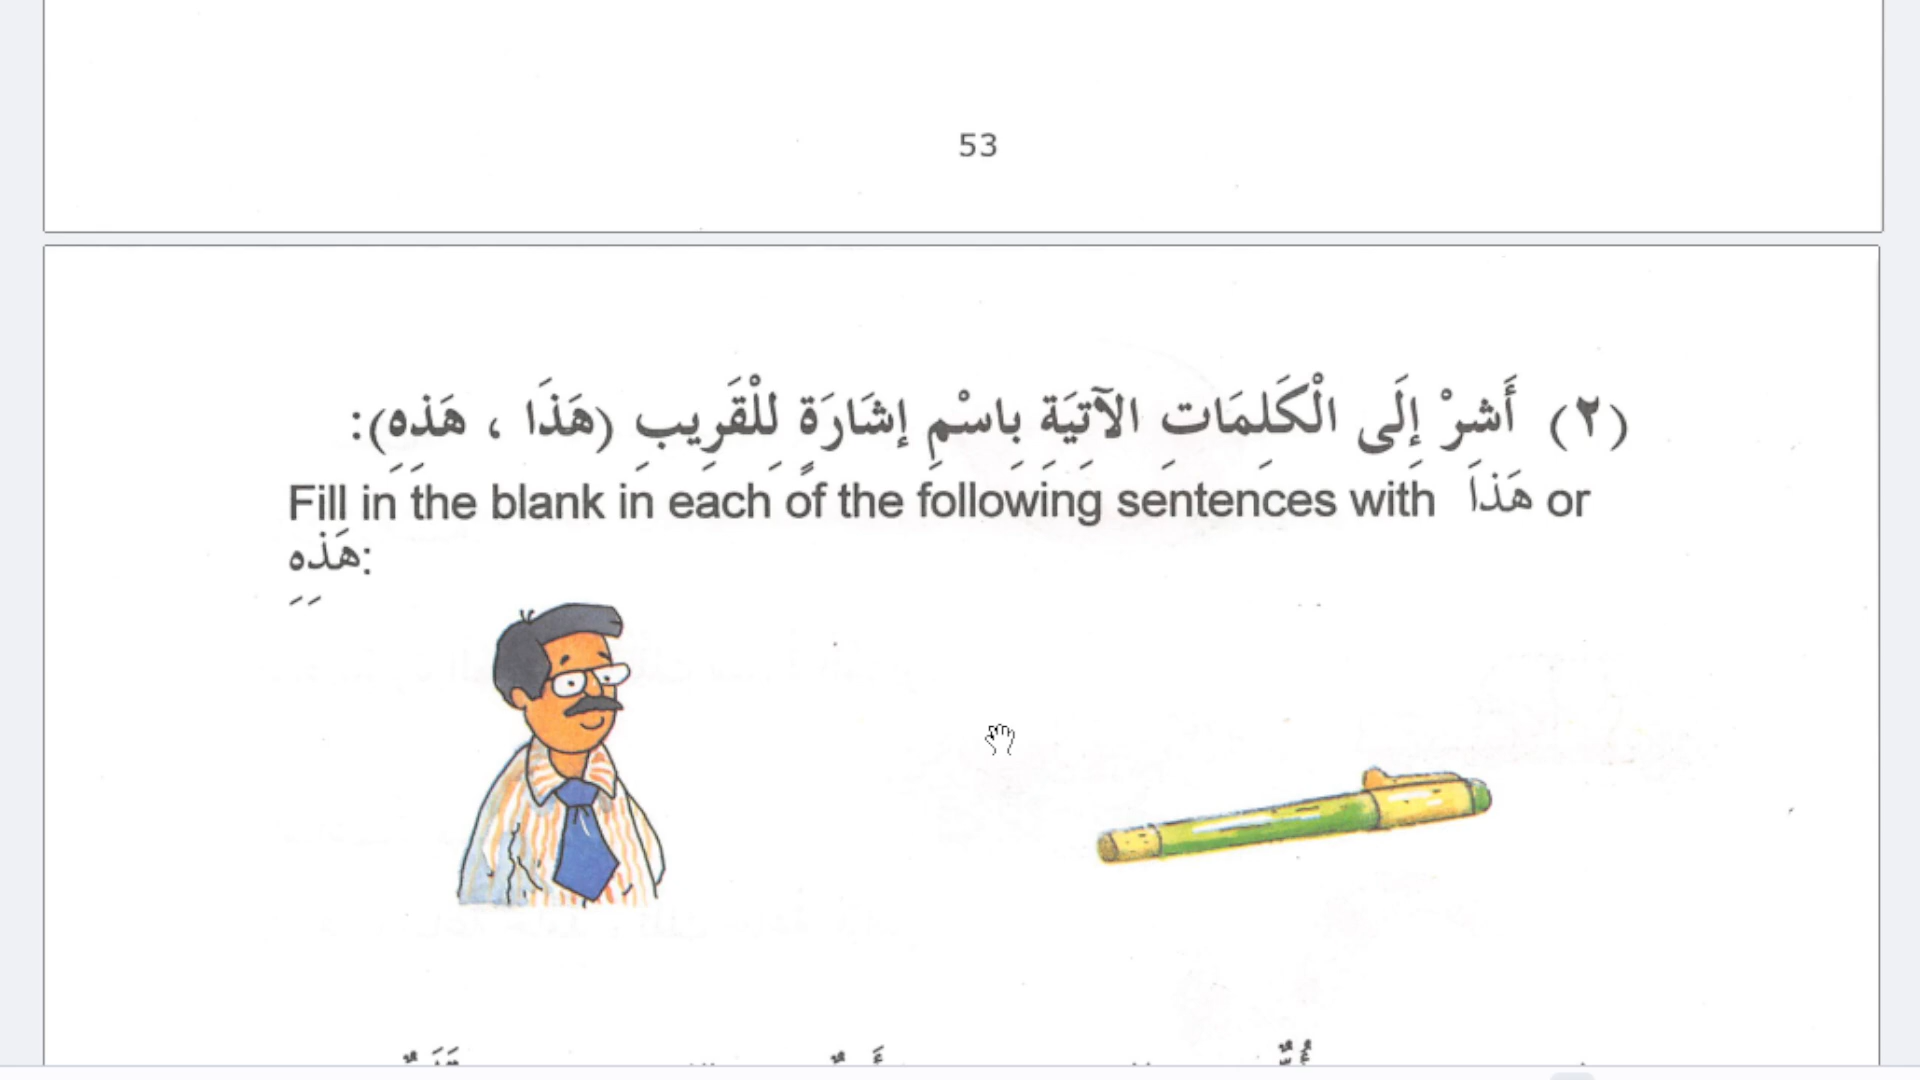 53
(٢) أَشِرْ إِلَى الْكَلِمَاتِ الآتِيَةِ بِاسْمِ إِشَارَةٍ لِلْقَرِيبِ (هَذَا ، هَذِهِ):
Fill in the blank in each of the following sentences with هَذَا or
هَذِهِ: